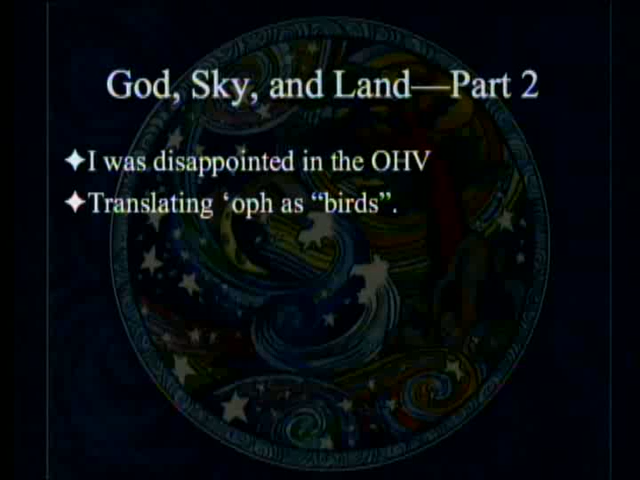 God, Sky, and Land—Part 2
I was disappointed in the OHV
Translating ‘oph as “birds”.